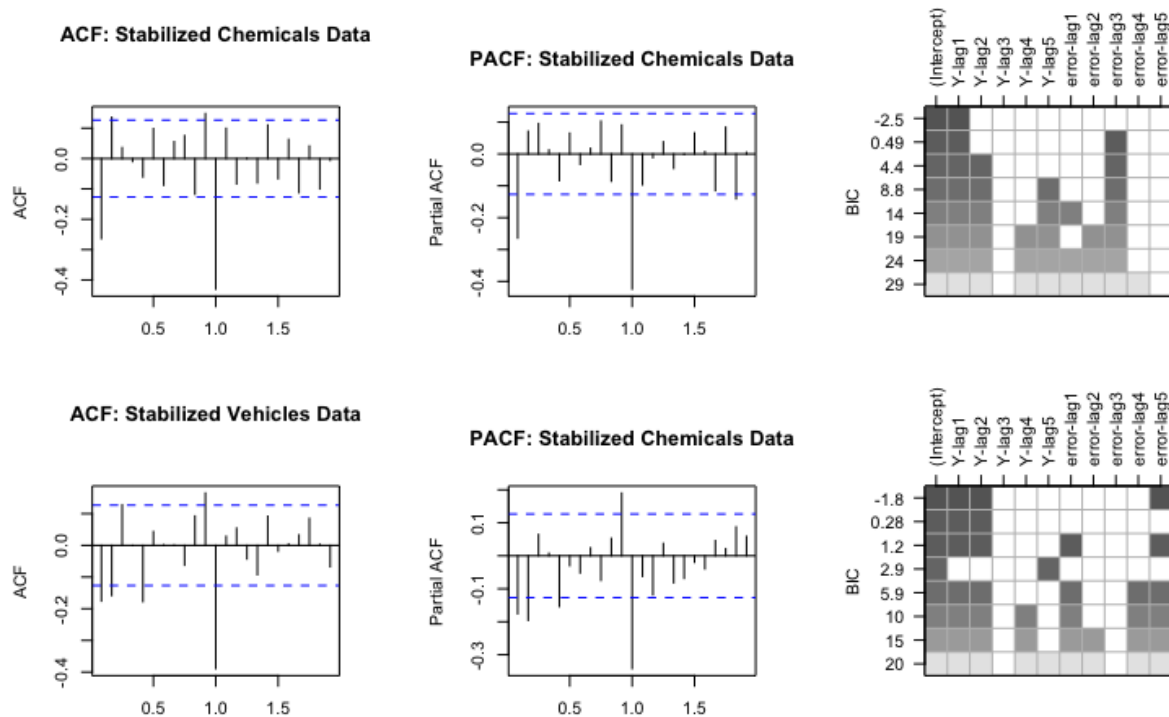 ACF: Stabilized Chemicals Data
ACF
0.0
-0.2
-0.4
0.5
1.0
1.5
PACF: Stabilized Chemicals Data
Partial ACF
0.0
-0.2
-0.4
0.5
1.0
1.5
(Intercept)
Y-lag1
Y-lag2
Y-lag3
Y-lag4
Y-lag5
error-lag1
error-lag2
error-lag3
error-lag4
error-lag5
BIC
-2.5
0.49
4.4
8.8
14
19
24
29
ACF: Stabilized Vehicles Data
ACF
0.0
-0.2
-0.4
0.5
1.0
1.5
PACF: Stabilized Chemicals Data
Partial ACF
0.1
-0.1
-0.3
0.5
1.0
1.5
(Intercept)
Y-lag1
Y-lag2
Y-lag3
Y-lag4
Y-lag5
error-lag1
error-lag2
error-lag3
error-lag4
error-lag5
BIC
-1.8
0.28
1.2
2.9
5.9
10
15
20